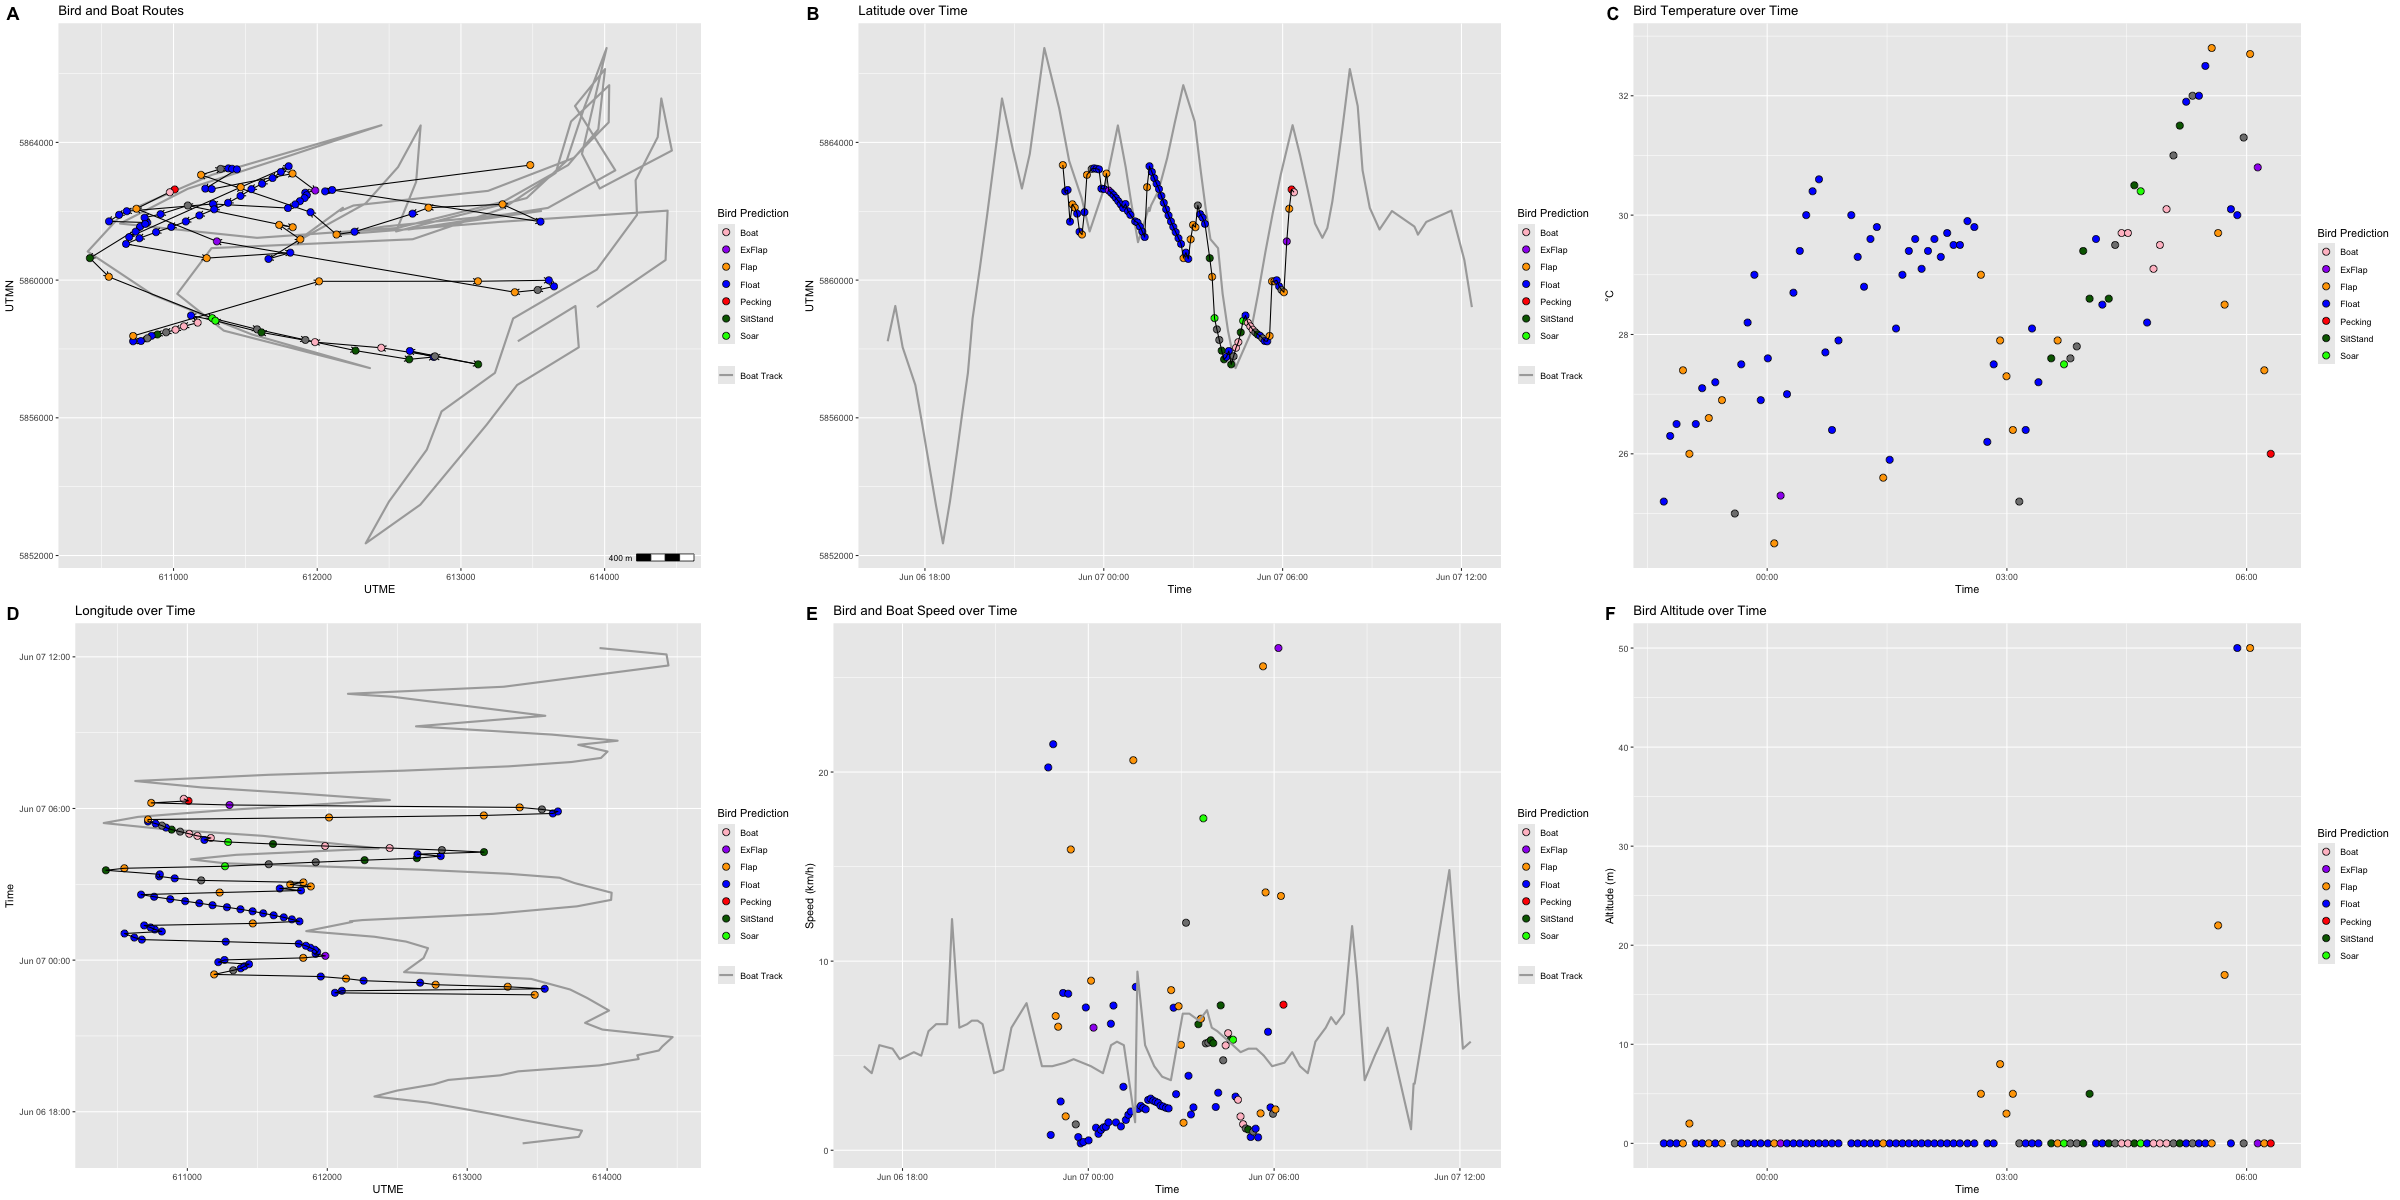 A Bird and Boat Routes
5864000
5860000
5856000
5852000
UTMN
611000 612000 613000 614000
UTME
400 m
Bird Prediction
Boat
ExFlap
Flap
Float
Pecking
SitStand
Soar
Boat Track
B Latitude over Time
5864000
5860000
5856000
5852000
UTMN
Jun 06 18:00 Jun 07 00:00 Jun 07 06:00 Jun 07 12:00
Time
Bird Prediction
Boat
ExFlap
Flap
Float
Pecking
SitStand
Soar
Boat Track
C Bird Temperature over Time
32
30
28
26
°C
00:00 03:00 06:00
Time
Bird Prediction
Boat
ExFlap
Flap
Float
Pecking
SitStand
Soar
D Longitude over Time
Jun 07 12:00
Jun 07 06:00
Jun 07 00:00
Jun 06 18:00
Time
611000 612000 613000 614000
UTME
Bird Prediction
Boat
ExFlap
Flap
Float
Pecking
SitStand
Soar
Boat Track
E Bird and Boat Speed over Time
20
10
0
Speed (km/h)
Jun 06 18:00 Jun 07 00:00 Jun 07 06:00 Jun 07 12:00
Time
Bird Prediction
Boat
ExFlap
Flap
Float
Pecking
SitStand
Soar
Boat Track
F Bird Altitude over Time
50
40
30
20
10
0
Altitude (m)
00:00 03:00 06:00
Time
Bird Prediction
Boat
ExFlap
Flap
Float
Pecking
SitStand
Soar